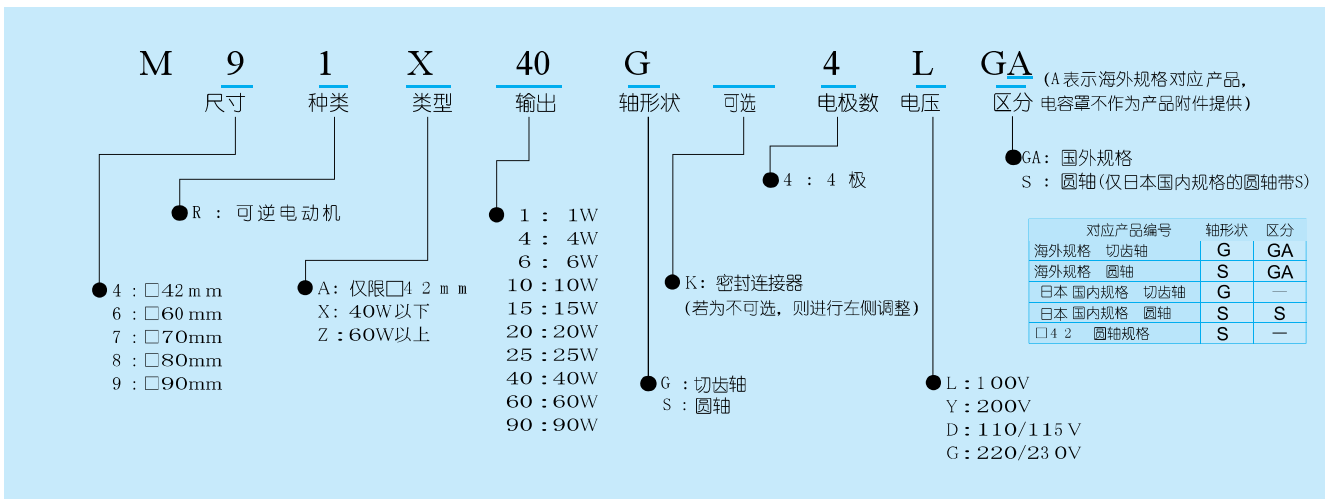 M 9 1 X 40 G 4 L GA (A表示海外规格对应产品,
尺寸 种类 类型 输出 轴形状 可选 电极数 电压 区分 电容罩不作为产品附件提供)
4 : □42mm
6 : □60mm
7 : □70mm
8 : □80mm
9 : □90mm
R : 可逆电动机
A: 仅限□42mm
X: 40W以下
Z :60W以上
1 : 1W
4 : 4W
6 : 6W
10 : 10W
15 : 15W
20 : 20W
25 : 25W
40 : 40W
60 : 60W
90 : 90W
G : 切齿轴
S : 圆轴
K: 密封连接器
(若为不可选, 则进行左侧调整)
4 : 4 极
L :100V
Y : 200V
D : 110/115V
G : 220/230V
GA: 国外规格
S : 圆轴(仅日本国内规格的圆轴带S)
对应产品编号 轴形状 区分
海外规格 切齿轴 G GA
海外规格 圆轴 S GA
日本国内规格 切齿轴 G —
日本国内规格 圆轴 S S
□42 圆轴规格 S —